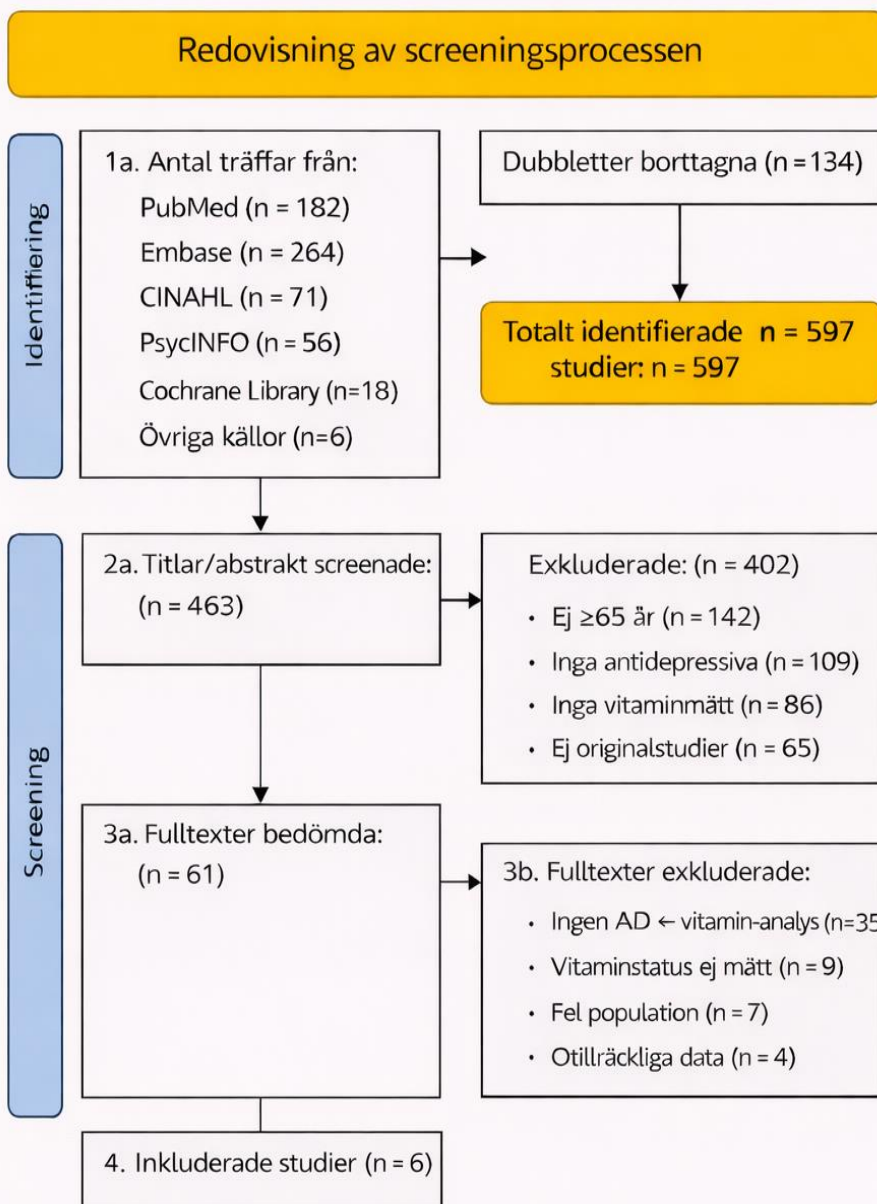 Redovisning av screeningsprocessen
Identifiering
1a. Antal träffar från:
PubMed (n = 182)
Embase (n = 264)
CINAHL (n = 71)
PsycINFO (n = 56)
Cochrane Library (n=18)
Övriga källor (n=6)
Dubbletter borttagna (n = 134)
Totalt identifierade n = 597
studier: n = 597
Screening
2a. Titlar/abstrakt screenade:
(n = 463)
Exkluderade: (n = 402)
• Ej ≥65 år (n = 142)
• Inga antidepressiva (n = 109)
• Inga vitaminmätt (n = 86)
• Ej originalstudier (n = 65)
3a. Fulltexter bedömda:
(n = 61)
3b. Fulltexter exkluderade:
• Ingen AD ← vitamin-analys (n=35
• Vitaminstatus ej mätt (n = 9)
• Fel population (n = 7)
• Otillräckliga data (n = 4)
4. Inkluderade studier (n = 6)